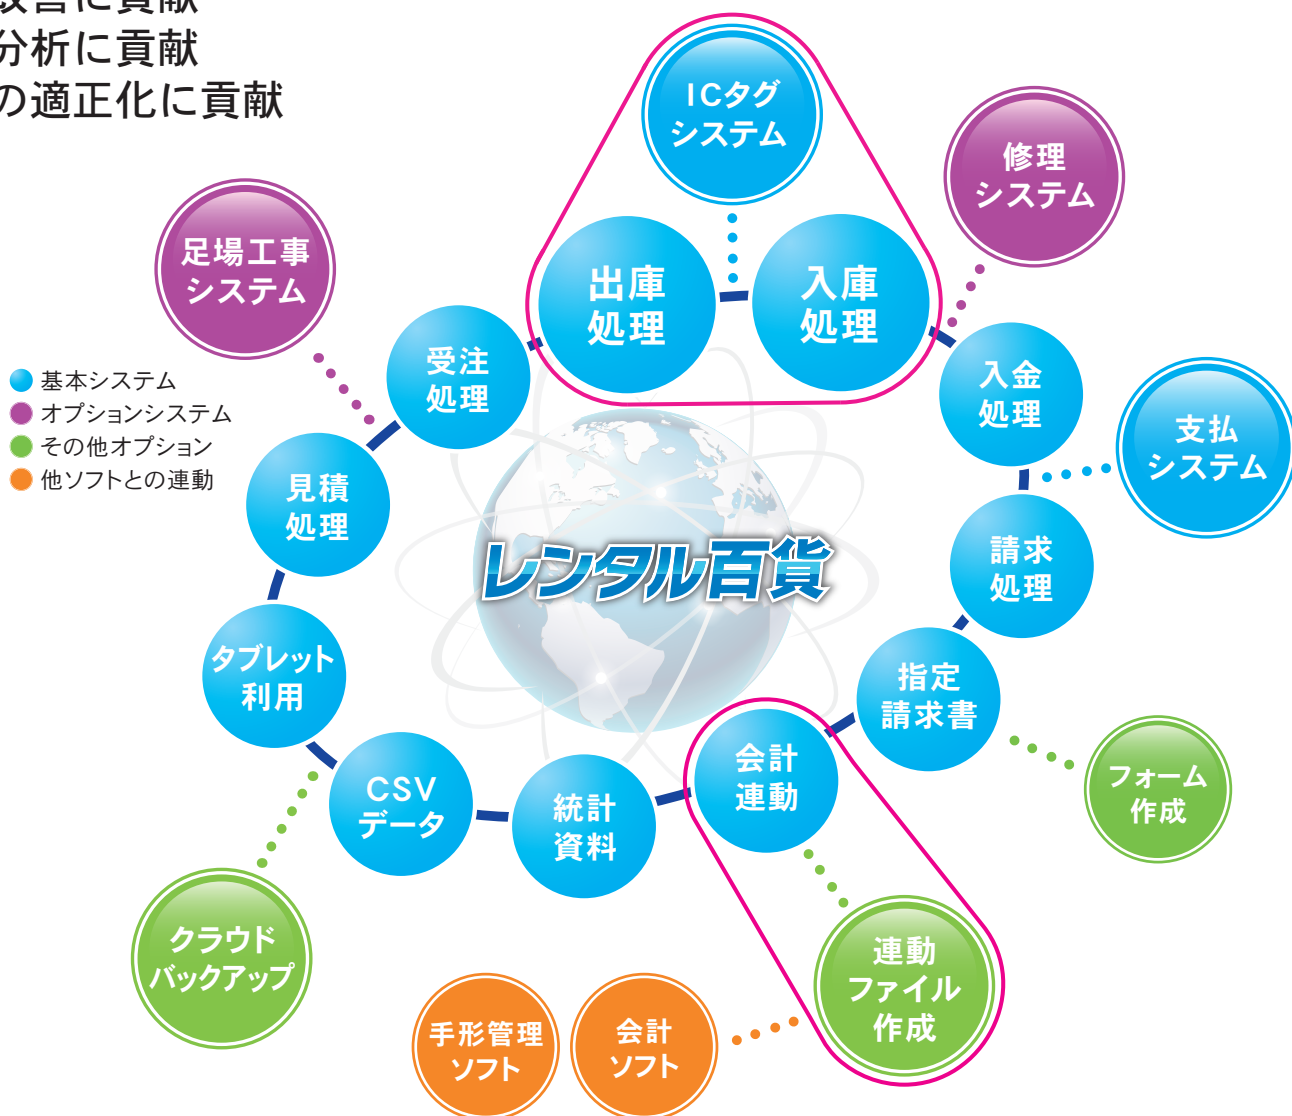 改善に貢献
分析に貢献
の適正化に貢献
ICタグ
システム
修理
システム
足場工事
システム
出庫
処理
入庫
処理
受注
処理
入金
処理
基本システム
オプションシステム
その他オプション
他ソフトとの連動
支払
システム
見積
処理
レンタル百貨
請求
処理
タブレット
利用
指定
請求書
会計
連動
フォーム
作成
CSV
データ
統計
資料
クラウド
バックアップ
連動
ファイル
作成
手形管理
ソフト
会計
ソフト